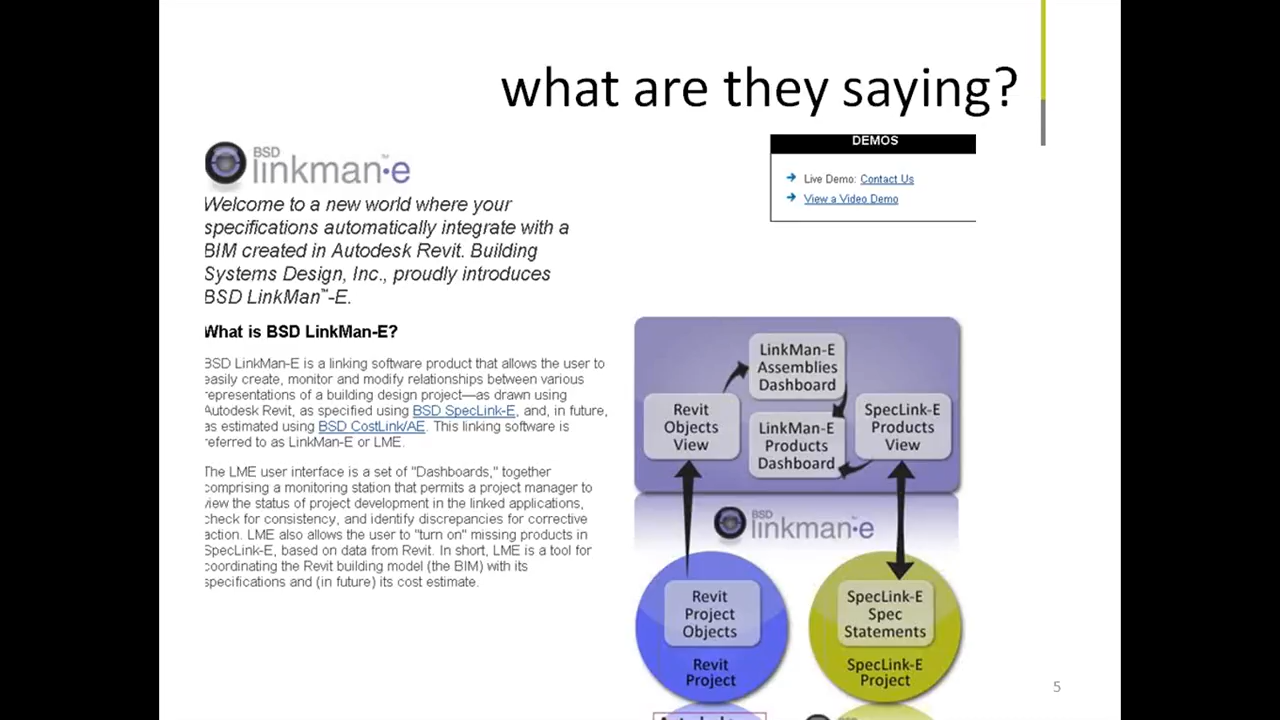 what are they saying?
BSD
linkman·e™
DEMOS
Live Demo: Contact Us
View a Video Demo
Welcome to a new world where your
specifications automatically integrate with a
BIM created in Autodesk Revit. Building
Systems Design, Inc., proudly introduces
BSD LinkMan™-E.
What is BSD LinkMan-E?
BSD LinkMan-E is a linking software product that allows the user to
easily create, monitor and modify relationships between various
representations of a building design project—as drawn using
Autodesk Revit, as specified using BSD SpecLink-E, and, in future,
as estimated using BSD CostLink/AE. This linking software is
referred to as LinkMan-E or LME.
The LME user interface is a set of "Dashboards," together
comprising a monitoring station that permits a project manager to
view the status of project development in the linked applications,
check for consistency, and identify discrepancies for corrective
action. LME also allows the user to "turn on" missing products in
SpecLink-E, based on data from Revit. In short, LME is a tool for
coordinating the Revit building model (the BIM) with its
specifications and (in future) its cost estimate.
LinkMan-E
Assemblies
Dashboard
Revit
Objects
View
LinkMan-E
Products
Dashboard
SpecLink-E
Products
View
BSD
linkman·e
Revit
Project
Objects
Revit
Project
SpecLink-E
Spec
Statements
SpecLink-E
Project
5